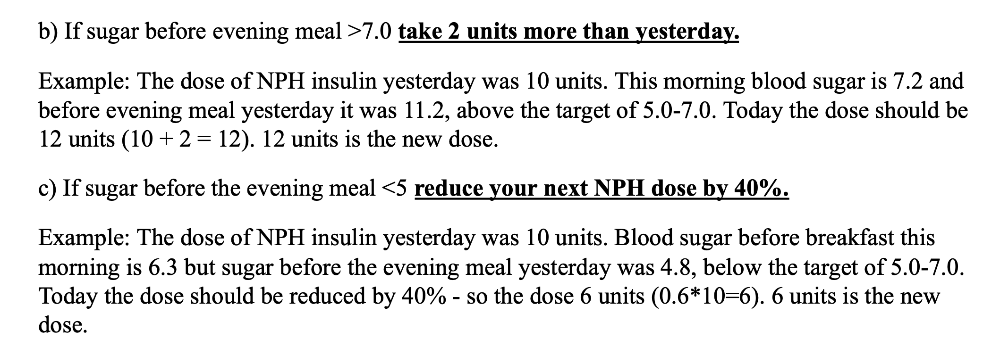 b) If sugar before evening meal >7.0 take 2 units more than yesterday.
Example: The dose of NPH insulin yesterday was 10 units. This morning blood sugar is 7.2 and
before evening meal yesterday it was 11.2, above the target of 5.0-7.0. Today the dose should be
12 units (10 + 2 = 12). 12 units is the new dose.
c) If sugar before the evening meal <5 reduce your next NPH dose by 40%.
Example: The dose of NPH insulin yesterday was 10 units. Blood sugar before breakfast this
morning is 6.3 but sugar before the evening meal yesterday was 4.8, below the target of 5.0-7.0.
Today the dose should be reduced by 40% - so the dose 6 units (0.6*10=6). 6 units is the new
dose.